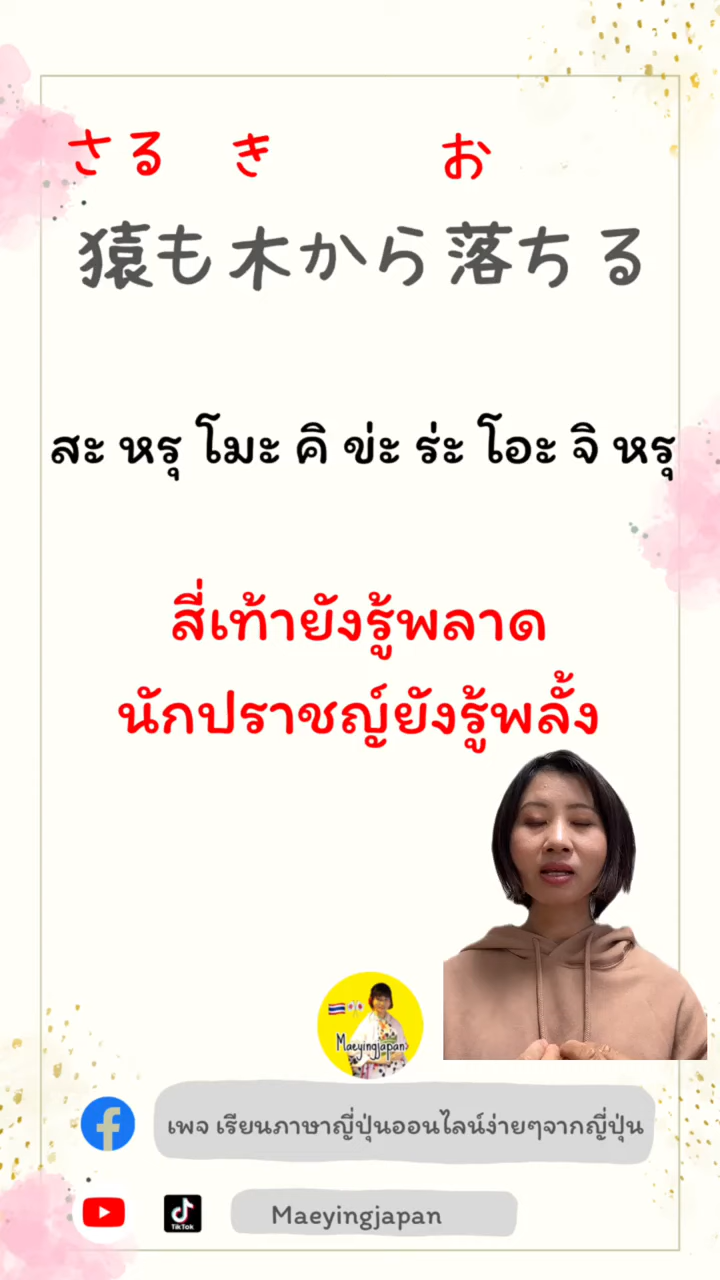 さる き お
猿も木から落ちる
สะ หรุ โมะ คิ ข่ะ ร่ะ โอะ จิ หรุ
สี่เท้ายังรู้พลาด
นักปราชญ์ยังรู้พลั้ง
Maeyingjapan
เพจ เรียนภาษาญี่ปุ่นออนไลน์ง่ายๆจากญี่ปุ่น
TikTok
Maeyingjapan